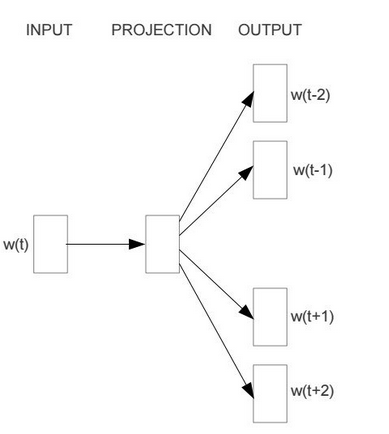 INPUT PROJECTION OUTPUT
w(t-2)
w(t-1)
w(t)
w(t+1)
w(t+2)